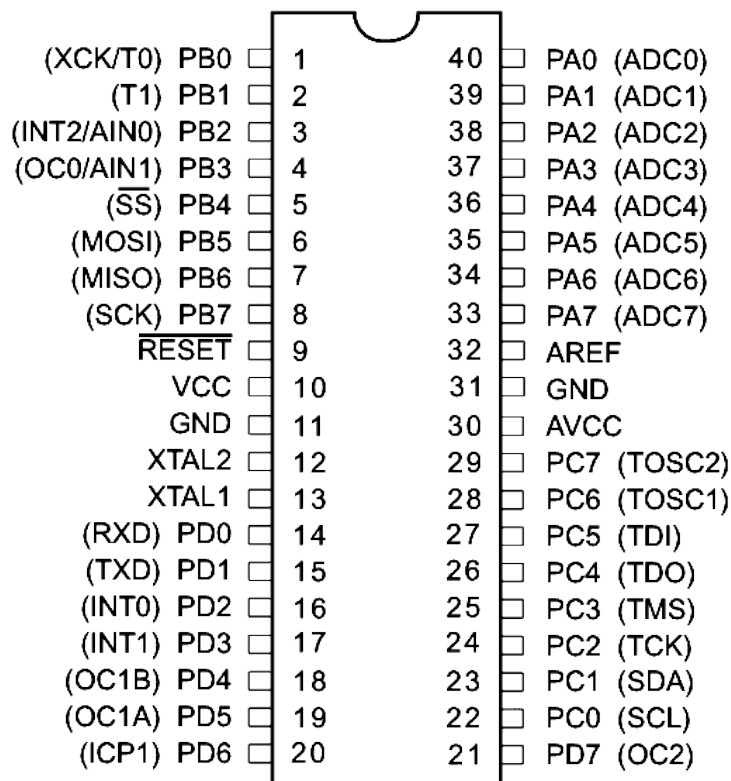 (XCK/T0) PB0 1 40 PA0 (ADC0)
(T1) PB1 2 39 PA1 (ADC1)
(INT2/AIN0) PB2 3 38 PA2 (ADC2)
(OC0/AIN1) PB3 4 37 PA3 (ADC3)
(S̅S̅) PB4 5 36 PA4 (ADC4)
(MOSI) PB5 6 35 PA5 (ADC5)
(MISO) PB6 7 34 PA6 (ADC6)
(SCK) PB7 8 33 PA7 (ADC7)
R̅E̅S̅E̅T̅ 9 32 AREF
VCC 10 31 GND
GND 11 30 AVCC
XTAL2 12 29 PC7 (TOSC2)
XTAL1 13 28 PC6 (TOSC1)
(RXD) PD0 14 27 PC5 (TDI)
(TXD) PD1 15 26 PC4 (TDO)
(INT0) PD2 16 25 PC3 (TMS)
(INT1) PD3 17 24 PC2 (TCK)
(OC1B) PD4 18 23 PC1 (SDA)
(OC1A) PD5 19 22 PC0 (SCL)
(ICP1) PD6 20 21 PD7 (OC2)